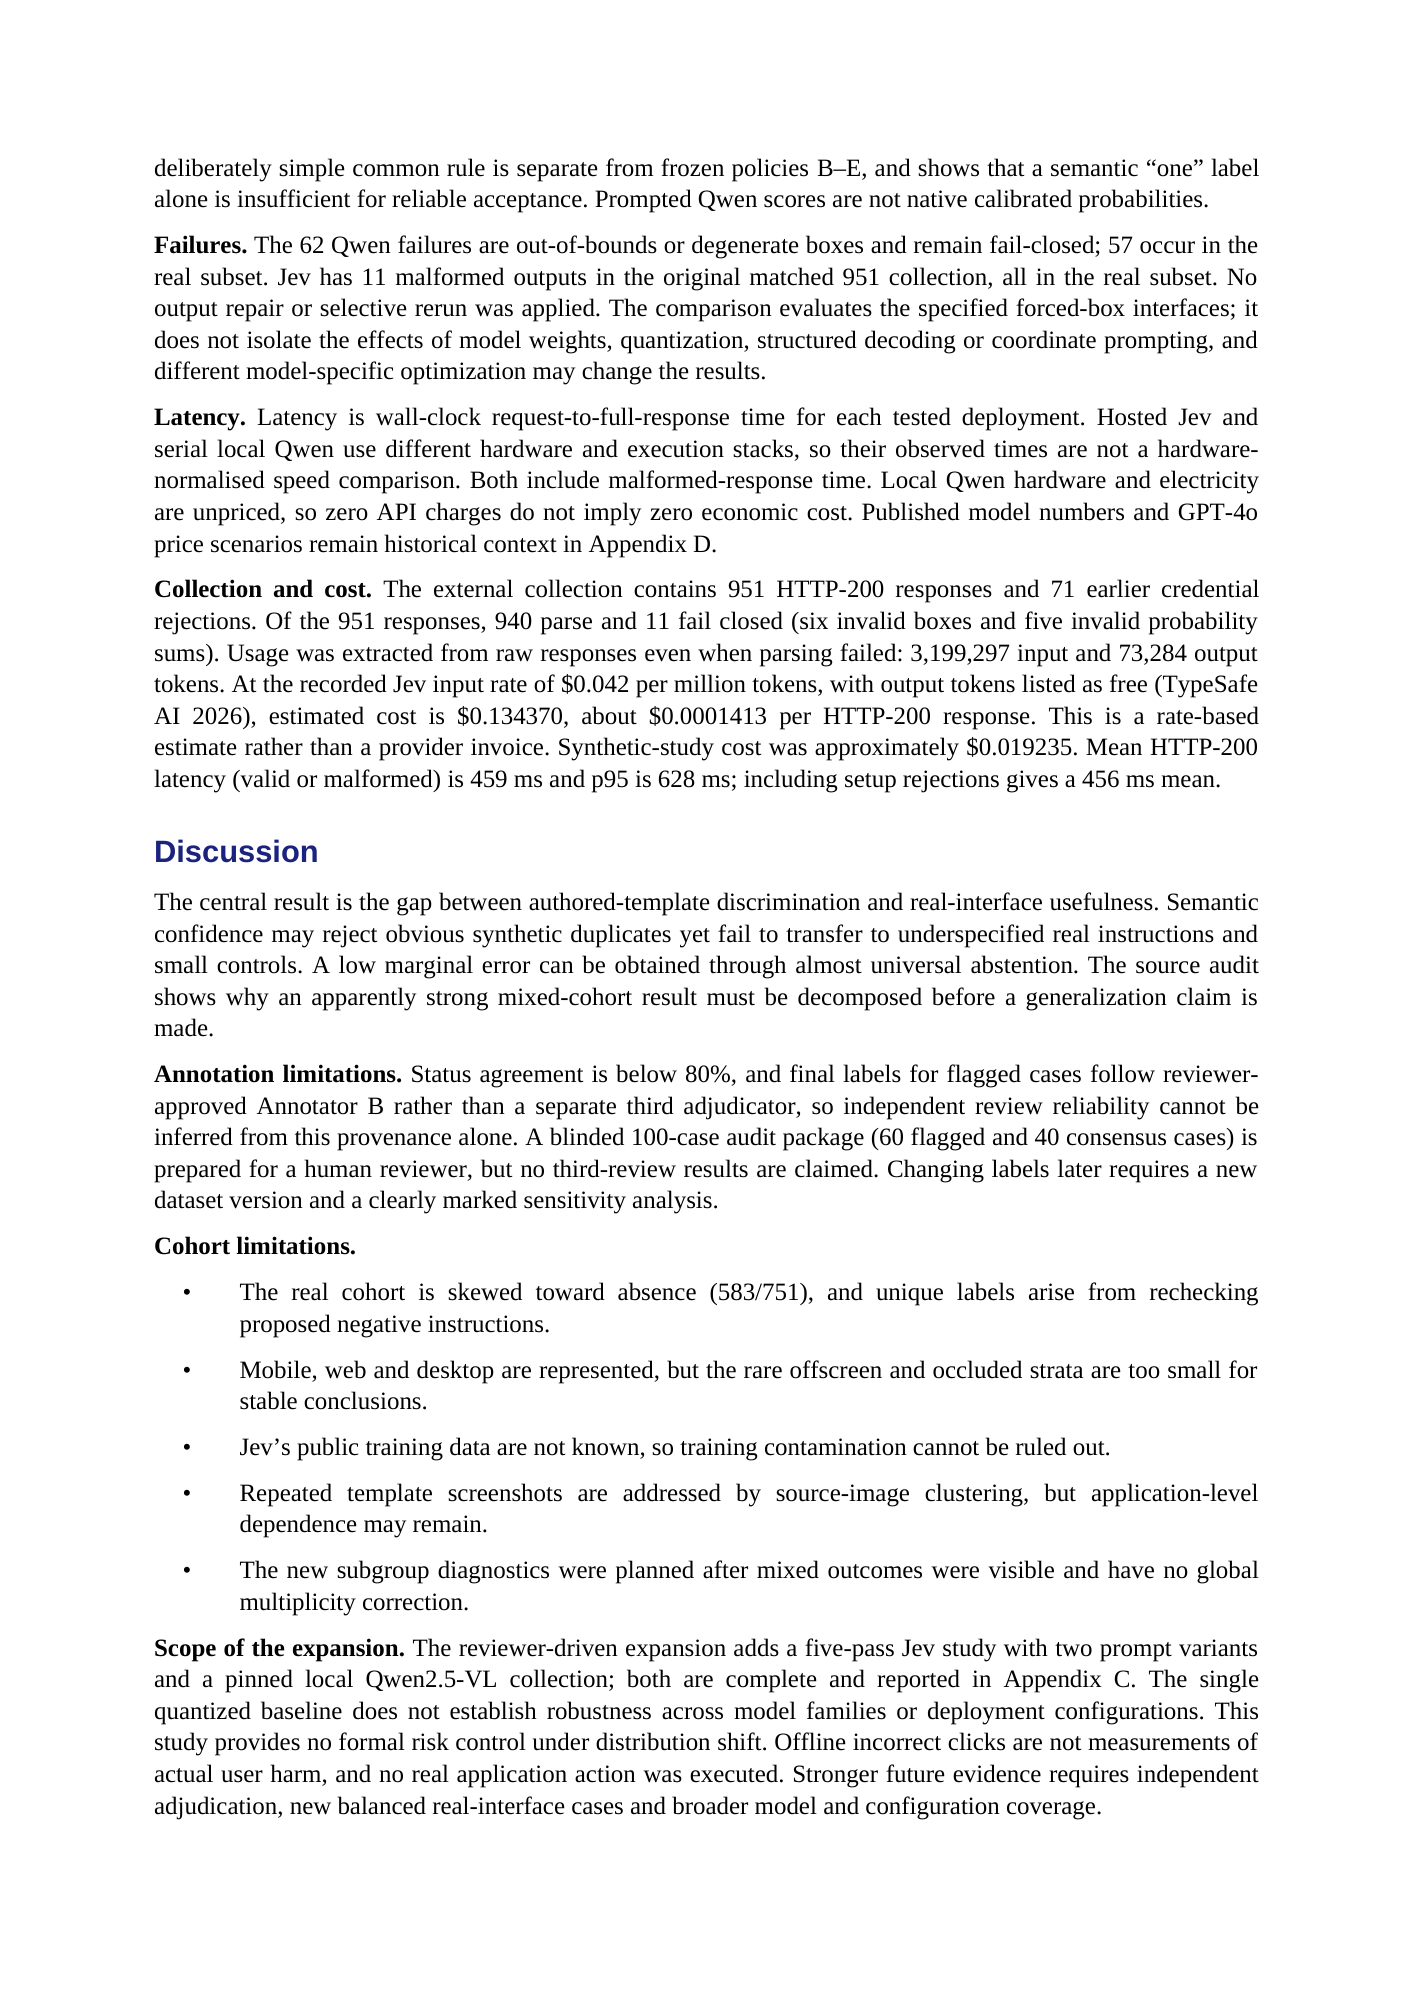 deliberately simple common rule is separate from frozen policies B–E, and shows that a semantic “one” label
alone is insufficient for reliable acceptance. Prompted Qwen scores are not native calibrated probabilities.
Failures. The 62 Qwen failures are out-of-bounds or degenerate boxes and remain fail-closed; 57 occur in the
real subset. Jev has 11 malformed outputs in the original matched 951 collection, all in the real subset. No
output repair or selective rerun was applied. The comparison evaluates the specified forced-box interfaces; it
does not isolate the effects of model weights, quantization, structured decoding or coordinate prompting, and
different model-specific optimization may change the results.
Latency. Latency is wall-clock request-to-full-response time for each tested deployment. Hosted Jev and
serial local Qwen use different hardware and execution stacks, so their observed times are not a hardware-
normalised speed comparison. Both include malformed-response time. Local Qwen hardware and electricity
are unpriced, so zero API charges do not imply zero economic cost. Published model numbers and GPT-4o
price scenarios remain historical context in Appendix D.
Collection and cost. The external collection contains 951 HTTP-200 responses and 71 earlier credential
rejections. Of the 951 responses, 940 parse and 11 fail closed (six invalid boxes and five invalid probability
sums). Usage was extracted from raw responses even when parsing failed: 3,199,297 input and 73,284 output
tokens. At the recorded Jev input rate of $0.042 per million tokens, with output tokens listed as free (TypeSafe
AI 2026), estimated cost is $0.134370, about $0.0001413 per HTTP-200 response. This is a rate-based
estimate rather than a provider invoice. Synthetic-study cost was approximately $0.019235. Mean HTTP-200
latency (valid or malformed) is 459 ms and p95 is 628 ms; including setup rejections gives a 456 ms mean.
Discussion
The central result is the gap between authored-template discrimination and real-interface usefulness. Semantic
confidence may reject obvious synthetic duplicates yet fail to transfer to underspecified real instructions and
small controls. A low marginal error can be obtained through almost universal abstention. The source audit
shows why an apparently strong mixed-cohort result must be decomposed before a generalization claim is
made.
Annotation limitations. Status agreement is below 80%, and final labels for flagged cases follow reviewer-
approved Annotator B rather than a separate third adjudicator, so independent review reliability cannot be
inferred from this provenance alone. A blinded 100-case audit package (60 flagged and 40 consensus cases) is
prepared for a human reviewer, but no third-review results are claimed. Changing labels later requires a new
dataset version and a clearly marked sensitivity analysis.
Cohort limitations.
• The real cohort is skewed toward absence (583/751), and unique labels arise from rechecking
proposed negative instructions.
• Mobile, web and desktop are represented, but the rare offscreen and occluded strata are too small for
stable conclusions.
• Jev’s public training data are not known, so training contamination cannot be ruled out.
• Repeated template screenshots are addressed by source-image clustering, but application-level
dependence may remain.
• The new subgroup diagnostics were planned after mixed outcomes were visible and have no global
multiplicity correction.
Scope of the expansion. The reviewer-driven expansion adds a five-pass Jev study with two prompt variants
and a pinned local Qwen2.5-VL collection; both are complete and reported in Appendix C. The single
quantized baseline does not establish robustness across model families or deployment configurations. This
study provides no formal risk control under distribution shift. Offline incorrect clicks are not measurements of
actual user harm, and no real application action was executed. Stronger future evidence requires independent
adjudication, new balanced real-interface cases and broader model and configuration coverage.